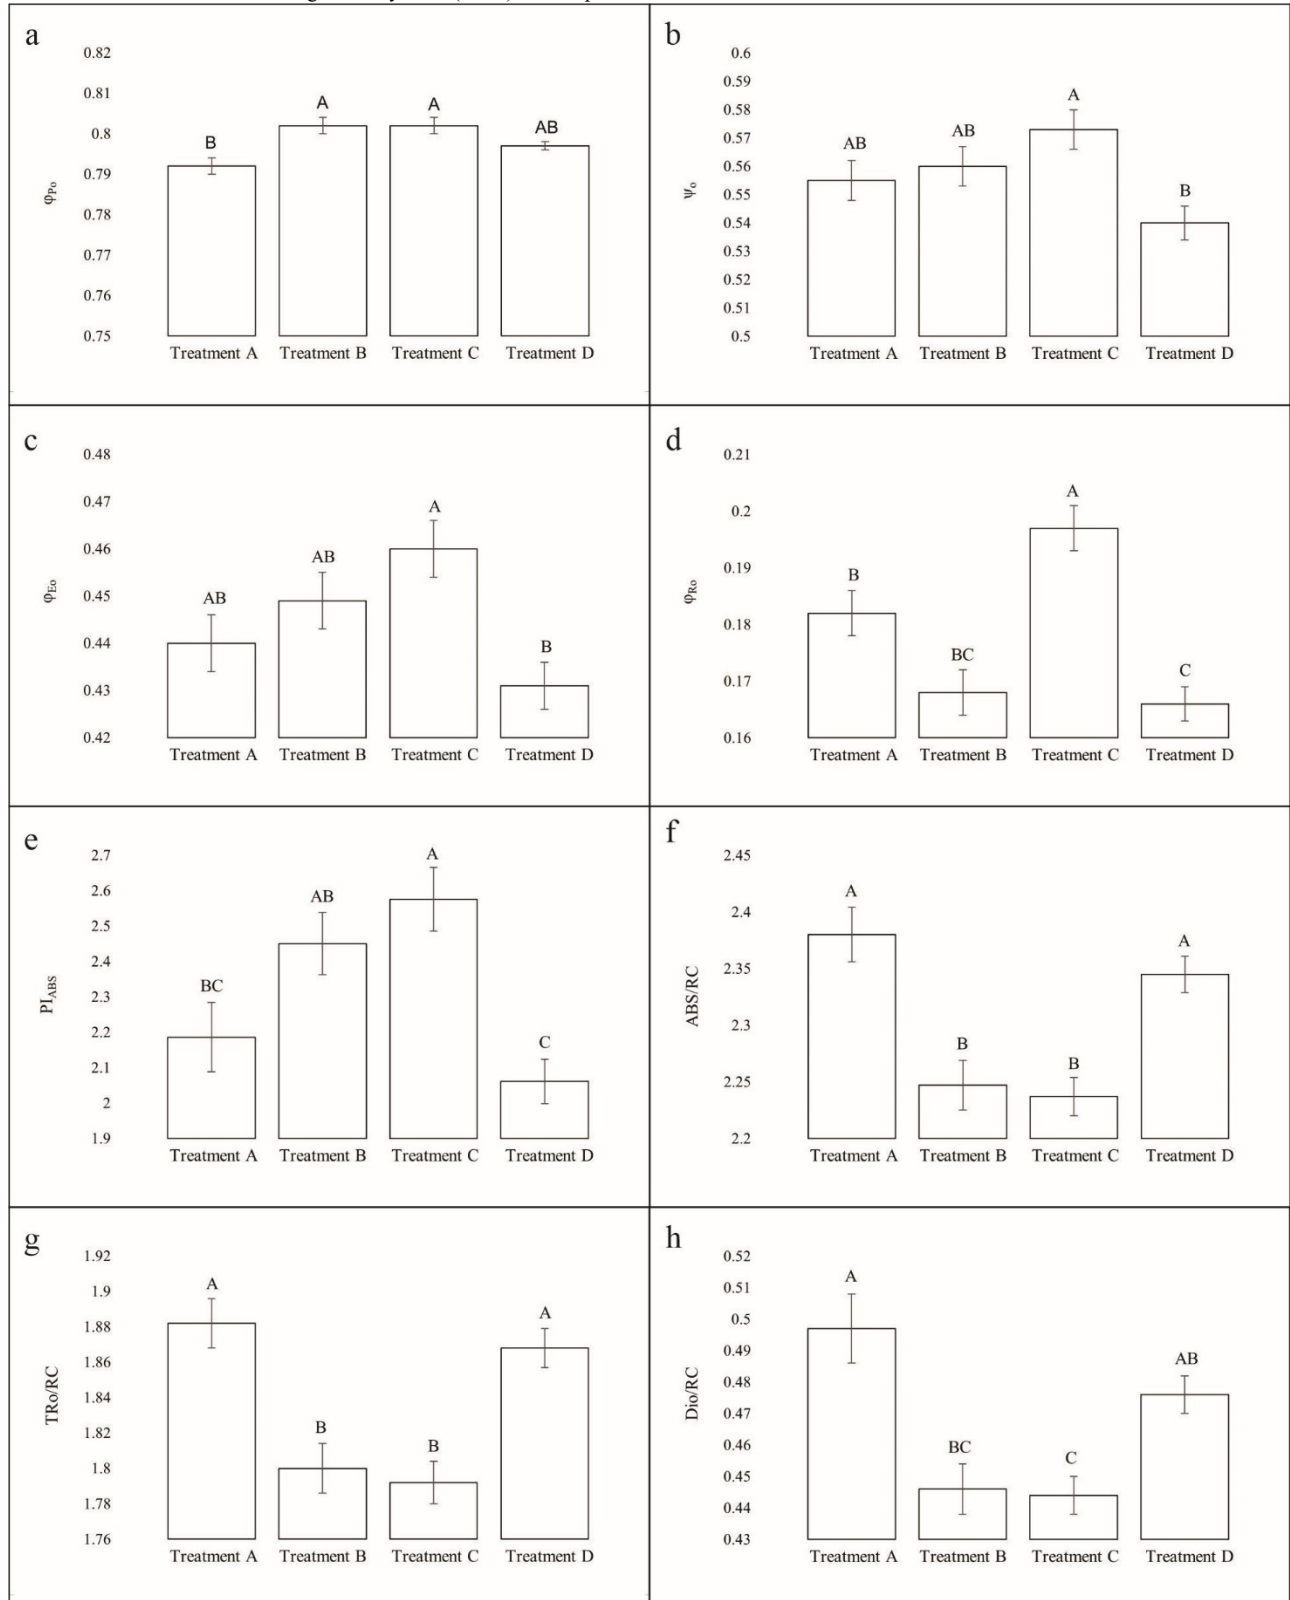 a
0.82
0.81
0.8
0.79
0.78
0.77
0.76
0.75
φPo
B
A
A
AB
Treatment A Treatment B Treatment C Treatment D
b
0.6
0.59
0.58
0.57
0.56
0.55
0.54
0.53
0.52
0.51
0.5
ψo
AB
AB
A
B
Treatment A Treatment B Treatment C Treatment D
c
0.48
0.47
0.46
0.45
0.44
0.43
0.42
φEo
AB
AB
A
B
Treatment A Treatment B Treatment C Treatment D
d
0.21
0.2
0.19
0.18
0.17
0.16
φRo
B
BC
A
C
Treatment A Treatment B Treatment C Treatment D
e
2.7
2.6
2.5
2.4
2.3
2.2
2.1
2
1.9
PIABS
BC
AB
A
C
Treatment A Treatment B Treatment C Treatment D
f
2.45
2.4
2.35
2.3
2.25
2.2
ABS/RC
A
B
B
A
Treatment A Treatment B Treatment C Treatment D
g
1.92
1.9
1.88
1.86
1.84
1.82
1.8
1.78
1.76
TRo/RC
A
B
B
A
Treatment A Treatment B Treatment C Treatment D
h
0.52
0.51
0.5
0.49
0.48
0.47
0.46
0.45
0.44
0.43
Dio/RC
A
BC
C
AB
Treatment A Treatment B Treatment C Treatment D